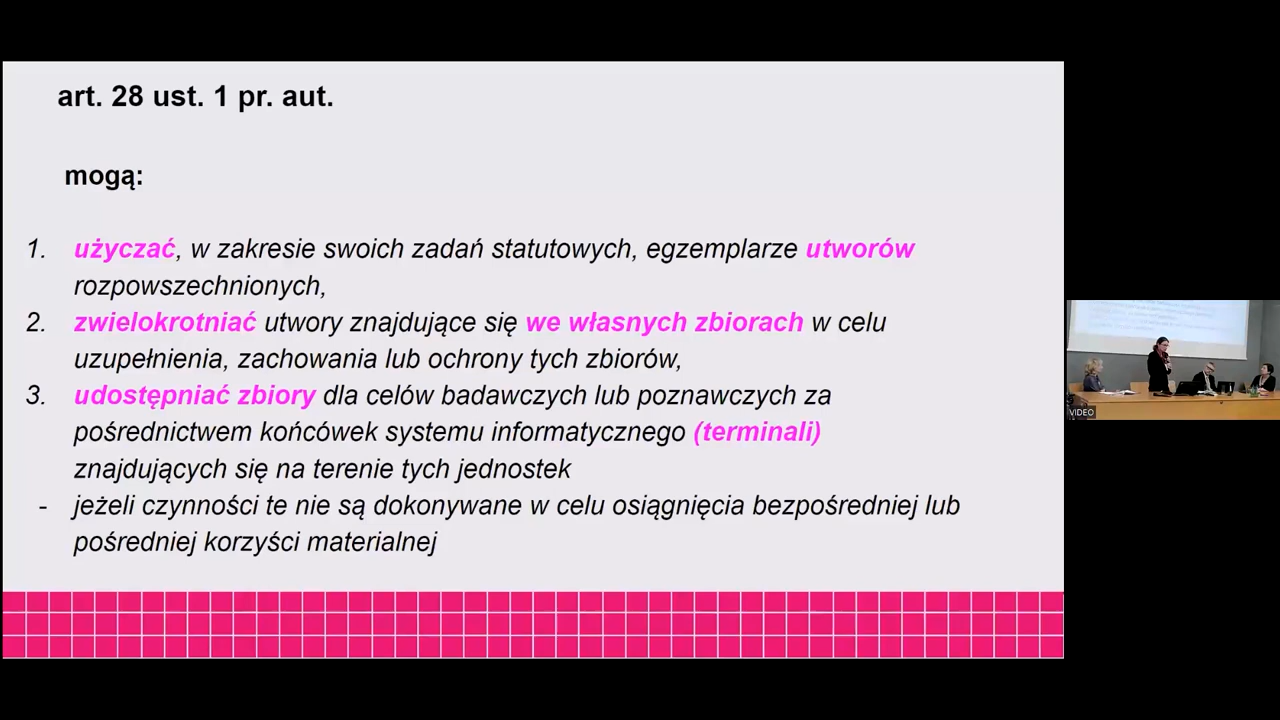 art. 28 ust. 1 pr. aut.
mogą:
1. użyczać, w zakresie swoich zadań statutowych, egzemplarze utworów
rozpowszechnionych,
2. zwielokrotniać utwory znajdujące się we własnych zbiorach w celu
uzupełnienia, zachowania lub ochrony tych zbiorów,
3. udostępniać zbiory dla celów badawczych lub poznawczych za
pośrednictwem końcówek systemu informatycznego (terminali)
znajdujących się na terenie tych jednostek
- jeżeli czynności te nie są dokonywane w celu osiągnięcia bezpośredniej lub
pośredniej korzyści materialnej
VIDEO